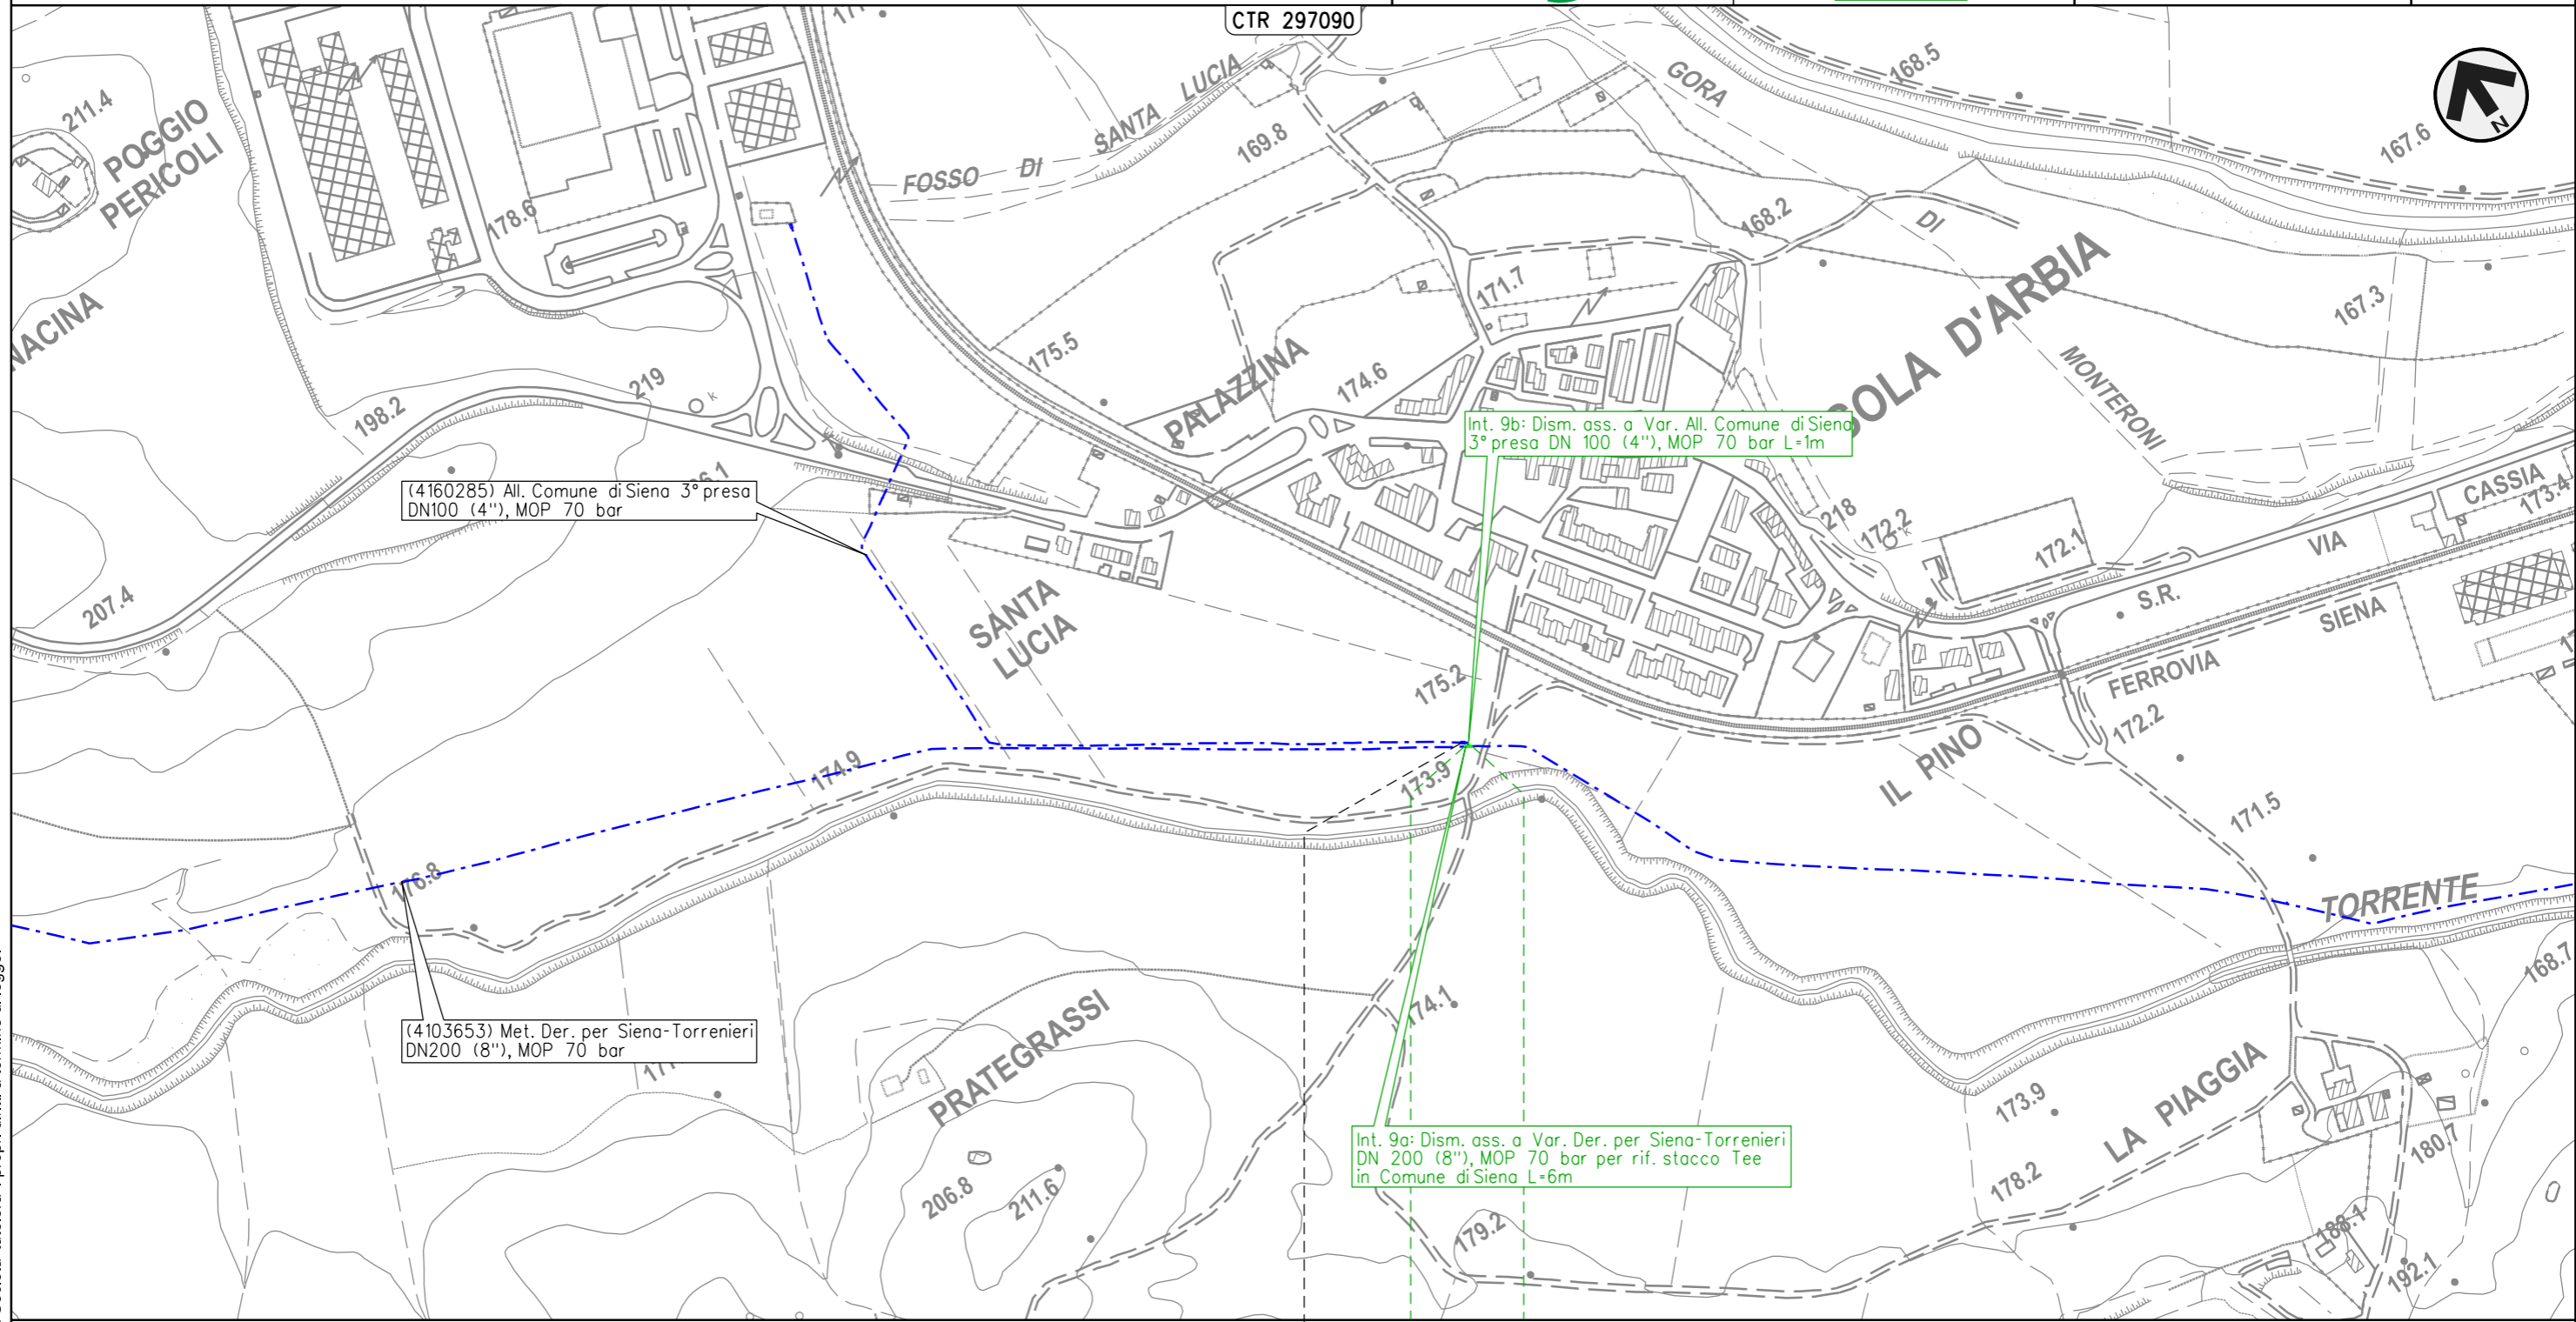 CTR 297090
168.5
GORA
N
211.4
POGGIO
PERICOLI
FOSSO DI SANTA LUCIA
169.8
167.6
178.6
168.2
DI
171.7
167.3
NACINA
175.5
PALAZZINA
174.6
MONTERONI
219
k
198.2
Int. 9b: Dism. ass. a Var. All. Comune di Siena
3° presa DN 100 (4"), MOP 70 bar L=1m
SOLA D'ARBIA
(4160285) All. Comune di Siena 3° presa
DN100 (4"), MOP 70 bar
218
172.2
k
172.1
CASSIA
173.4
VIA
S.R.
SIENA
FERROVIA
207.4
SANTA
LUCIA
175.2
172.2
IL PINO
174.9
173.9
171.5
176.8
TORRENTE
168.7
174.1
PRATEGRASSI
(4103653) Met. Der. per Siena-Torrenieri
DN200 (8"), MOP 70 bar
173.9
LA PIAGGIA
Int. 9a: Dism. ass. a Var. Der. per Siena-Torrenieri
DN 200 (8"), MOP 70 bar per rif. stacco Tee
in Comune di Siena L=6m
180.7
206.8
211.6
178.2
179.2
188.1
192.1